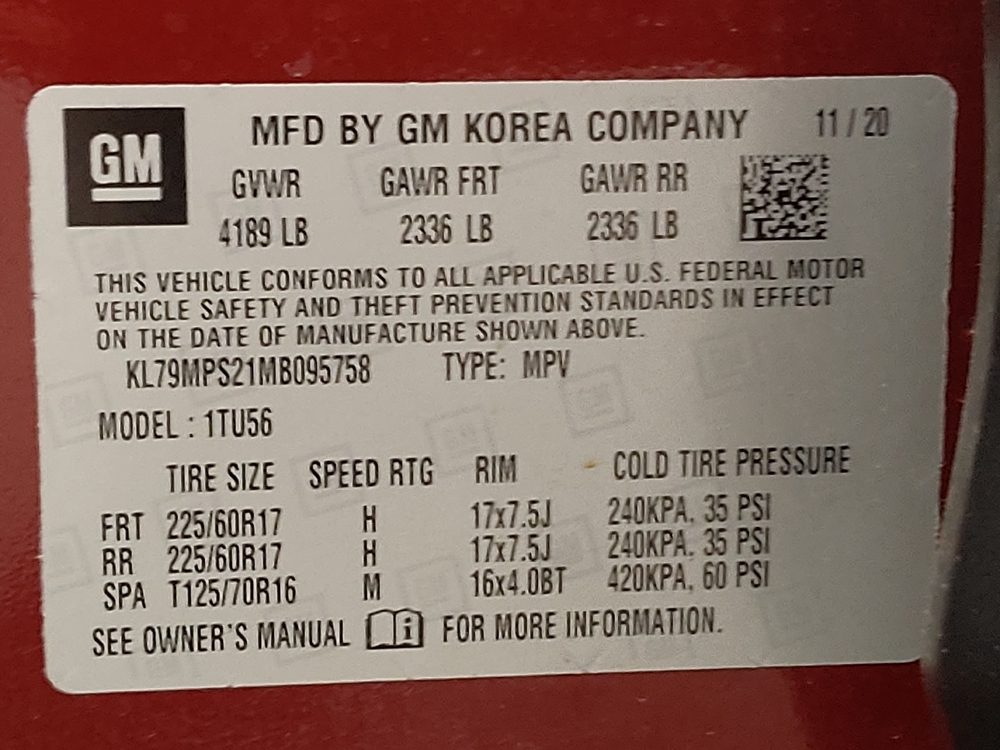 GM
MFD BY GM KOREA COMPANY 11 / 20
GVWR GAWR FRT GAWR RR
4189 LB 2336 LB 2336 LB
THIS VEHICLE CONFORMS TO ALL APPLICABLE U.S. FEDERAL MOTOR
VEHICLE SAFETY AND THEFT PREVENTION STANDARDS IN EFFECT
ON THE DATE OF MANUFACTURE SHOWN ABOVE.
KL79MPS21MB095758 TYPE: MPV
MODEL : 1TU56
TIRE SIZE SPEED RTG RIM COLD TIRE PRESSURE
FRT 225/60R17 H 17x7.5J 240KPA, 35 PSI
RR 225/60R17 H 17x7.5J 240KPA. 35 PSI
SPA T125/70R16 M 16x4.0BT 420KPA, 60 PSI
SEE OWNER'S MANUAL i FOR MORE INFORMATION.